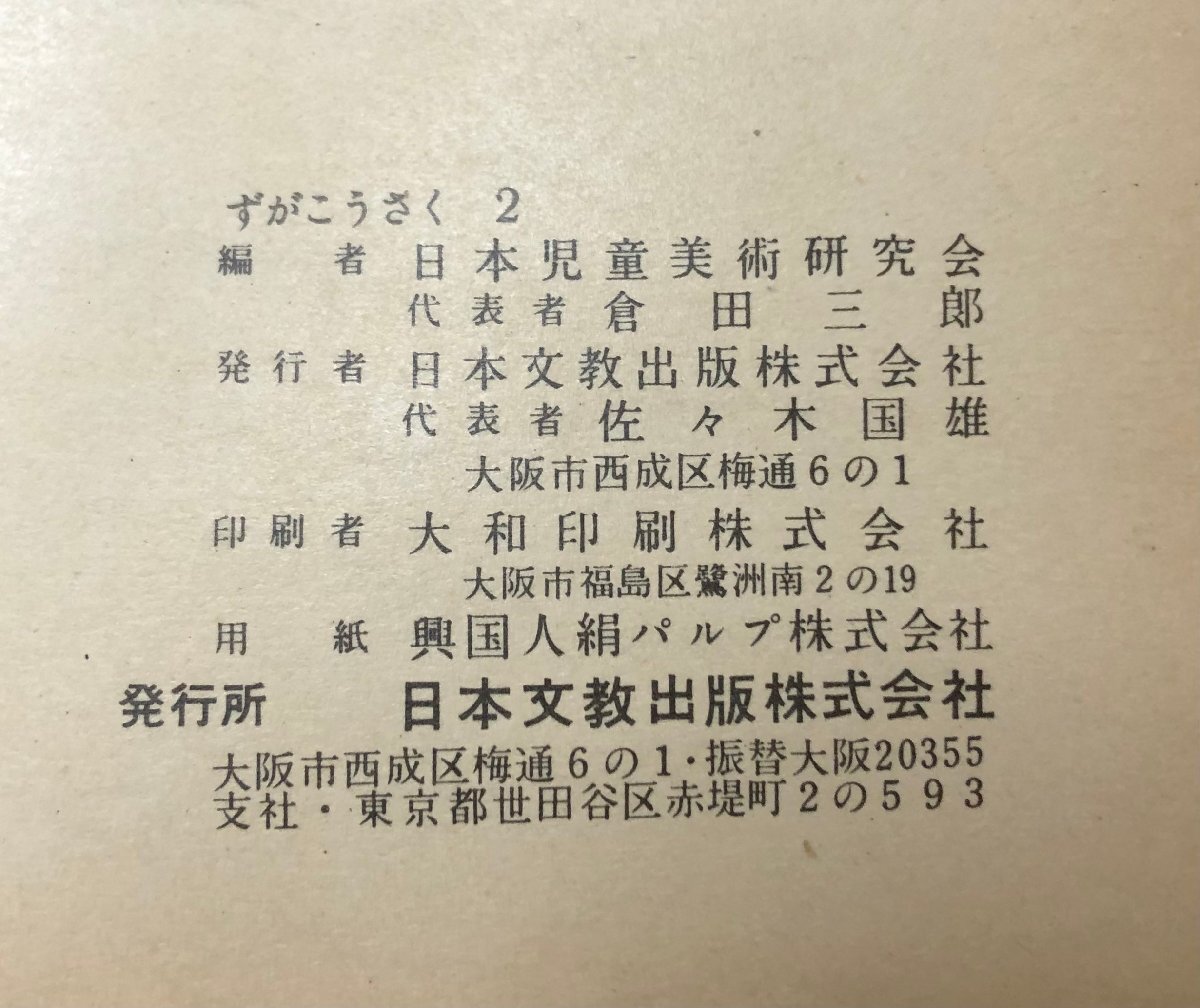 ずがこうさく 2
編者 日本児童美術研究会
代表者 倉田三郎
発行者 日本文教出版株式会社
代表者 佐々木国雄
大阪市西成区梅通6の1
印刷者 大和印刷株式会社
大阪市福島区鷺洲南2の19
用紙 興国人絹パルプ株式会社
発行所 日本文教出版株式会社
大阪市西成区梅通6の1・振替大阪20355
支社・東京都世田谷区赤堤町2の593